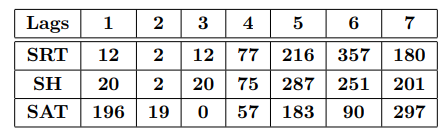 Lags 1 2 3 4 5 6 7
SRT 12 2 12 77 216 357 180
SH 20 2 20 75 287 251 201
SAT 196 19 0 57 183 90 297